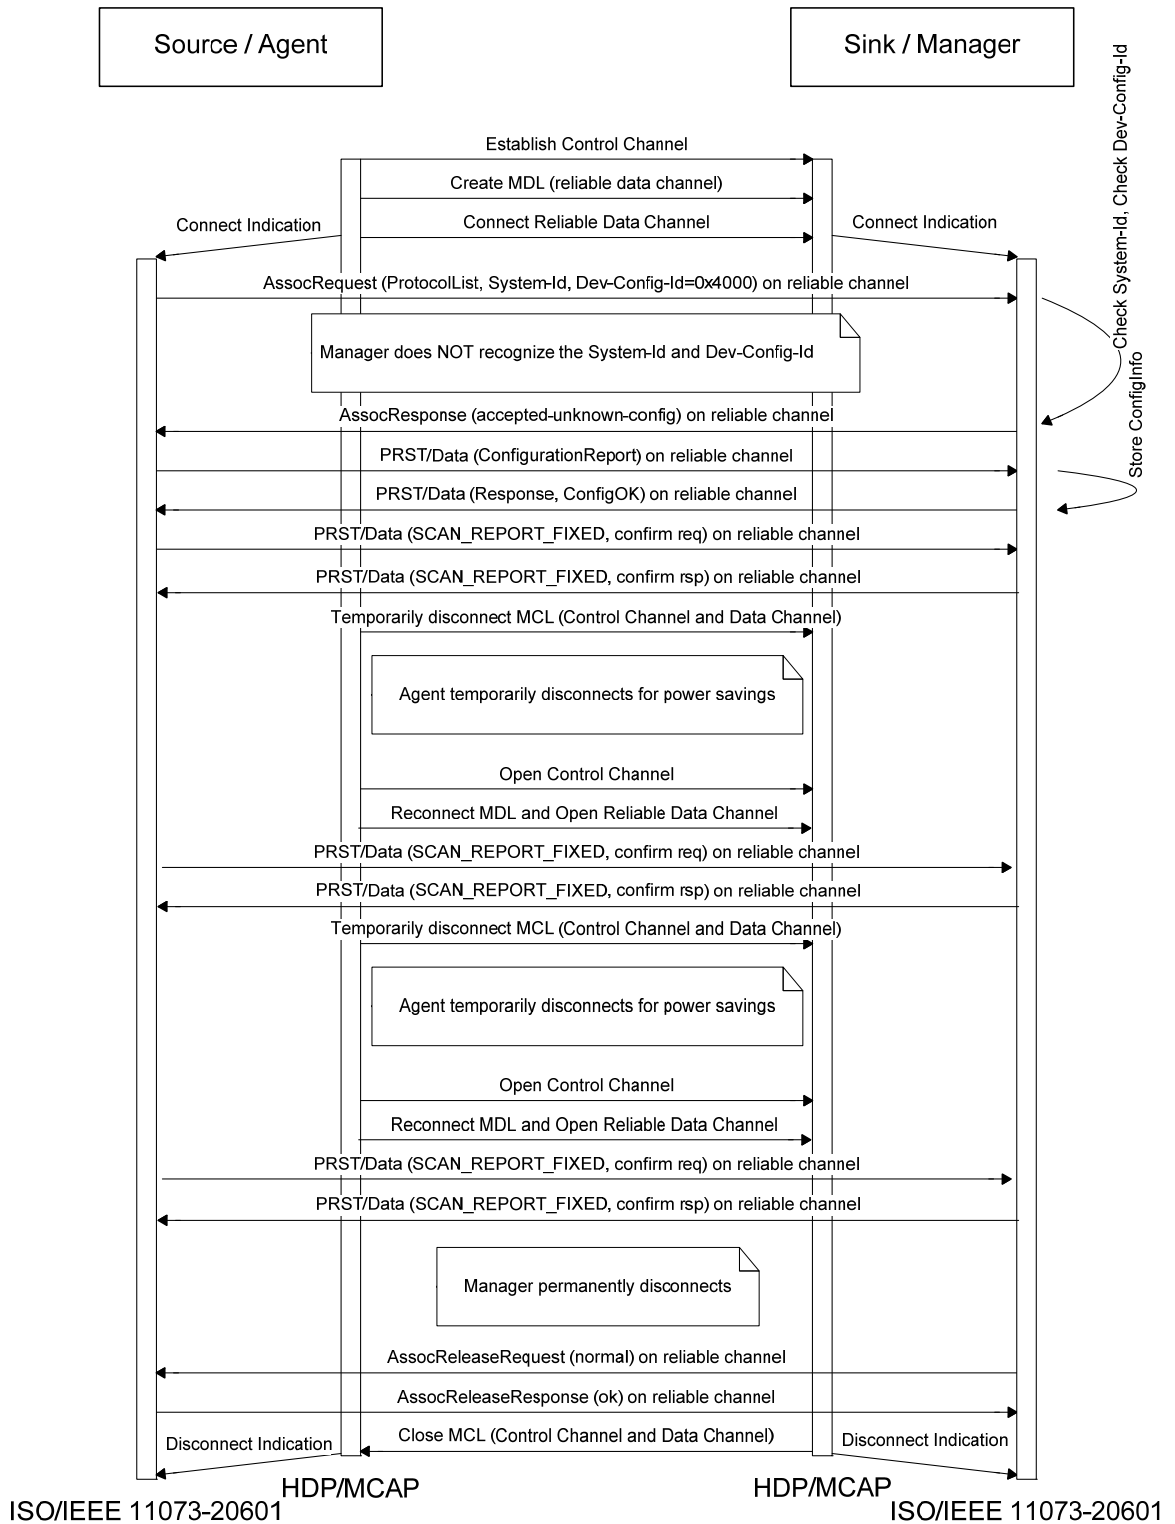 Source / Agent
Sink / Manager
Check System-Id, Check Dev-Config-Id
Establish Control Channel
Create MDL (reliable data channel)
Connect Indication
Connect Reliable Data Channel
Connect Indication
AssocRequest (ProtocolList, System-Id, Dev-Config-Id=0x4000) on reliable channel
Manager does NOT recognize the System-Id and Dev-Config-Id
Store ConfigInfo
AssocResponse (accepted-unknown-config) on reliable channel
PRST/Data (ConfigurationReport) on reliable channel
PRST/Data (Response, ConfigOK) on reliable channel
PRST/Data (SCAN_REPORT_FIXED, confirm req) on reliable channel
PRST/Data (SCAN_REPORT_FIXED, confirm rsp) on reliable channel
Temporarily disconnect MCL (Control Channel and Data Channel)
Agent temporarily disconnects for power savings
Open Control Channel
Reconnect MDL and Open Reliable Data Channel
PRST/Data (SCAN_REPORT_FIXED, confirm req) on reliable channel
PRST/Data (SCAN_REPORT_FIXED, confirm rsp) on reliable channel
Temporarily disconnect MCL (Control Channel and Data Channel)
Agent temporarily disconnects for power savings
Open Control Channel
Reconnect MDL and Open Reliable Data Channel
PRST/Data (SCAN_REPORT_FIXED, confirm req) on reliable channel
PRST/Data (SCAN_REPORT_FIXED, confirm rsp) on reliable channel
Manager permanently disconnects
AssocReleaseRequest (normal) on reliable channel
AssocReleaseResponse (ok) on reliable channel
Disconnect Indication
Close MCL (Control Channel and Data Channel)
Disconnect Indication
HDP/MCAP
HDP/MCAP
ISO/IEEE 11073-20601
ISO/IEEE 11073-20601